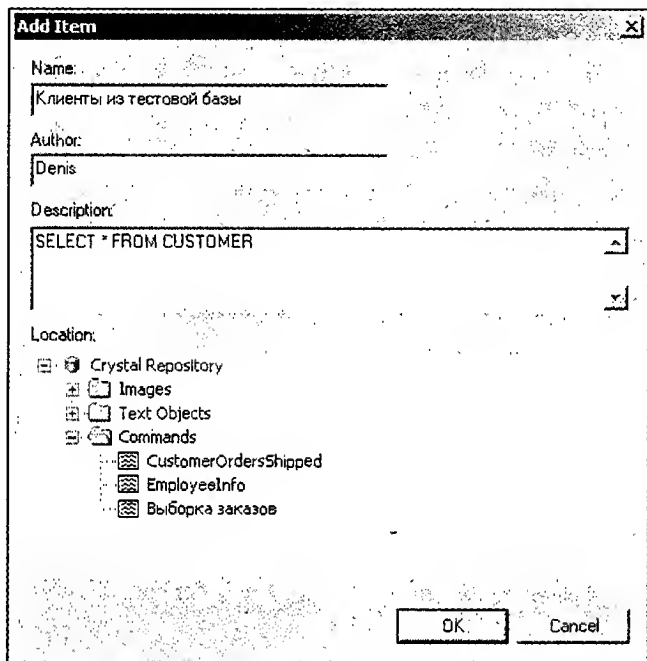 Add Item
Name:
Клиенты из тестовой базы
Author:
Denis
Description:
SELECT * FROM CUSTOMER
Location:
Crystal Repository
Images
Text Objects
Commands
CustomerOrdersShipped
EmployeeInfo
Выборка заказов
OK Cancel